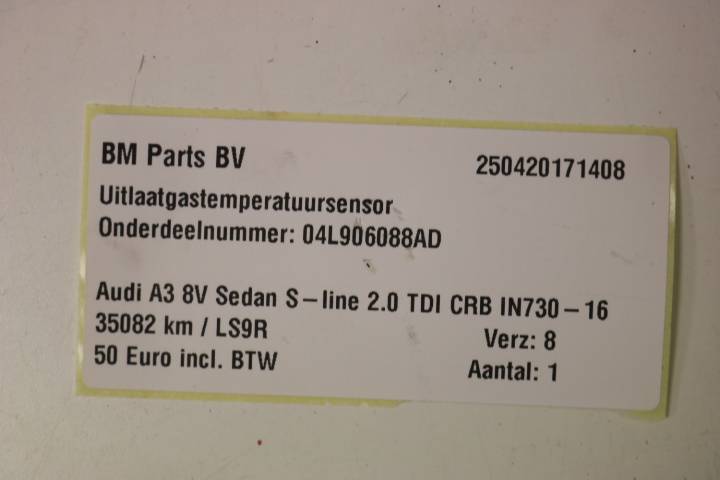 BM Parts BV 250420171408
Uitlaatgastemperatuursensor
Onderdeelnummer: 04L906088AD
Audi A3 8V Sedan S-line 2.0 TDI CRB IN730-16
35082 km / LS9R Verz: 8
50 Euro incl. BTW Aantal: 1